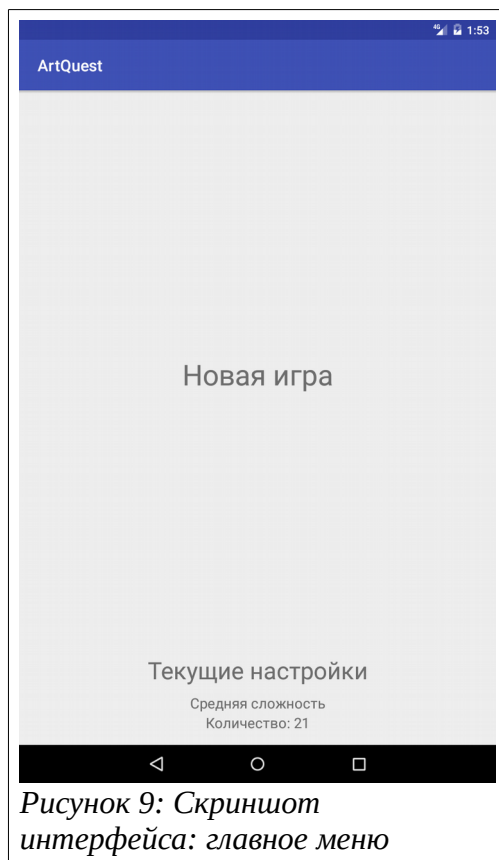 4G 1:53
ArtQuest
Новая игра
Текущие настройки
Средняя сложность
Количество: 21
Рисунок 9: Скриншот
интерфейса: главное меню